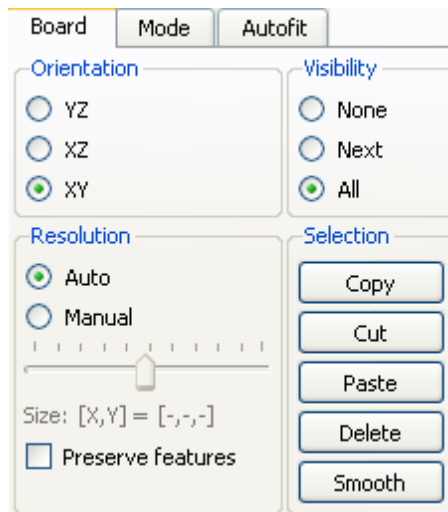 Board Mode Autofit
Orientation
YZ
XZ
XY
Visibility
None
Next
All
Resolution
Auto
Manual
Size: [X,Y] = [-,-,-]
Preserve features
Selection
Copy
Cut
Paste
Delete
Smooth